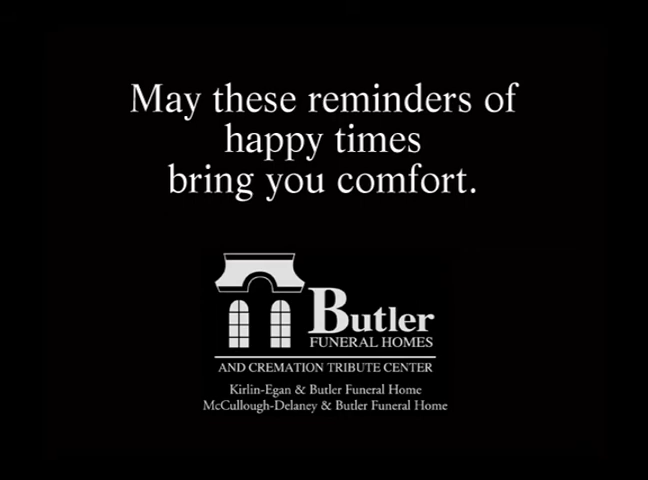 May these reminders of
happy times
bring you comfort.
Butler
FUNERAL HOMES
AND CREMATION TRIBUTE CENTER
Kirlin-Egan & Butler Funeral Home
McCullough-Delaney & Butler Funeral Home